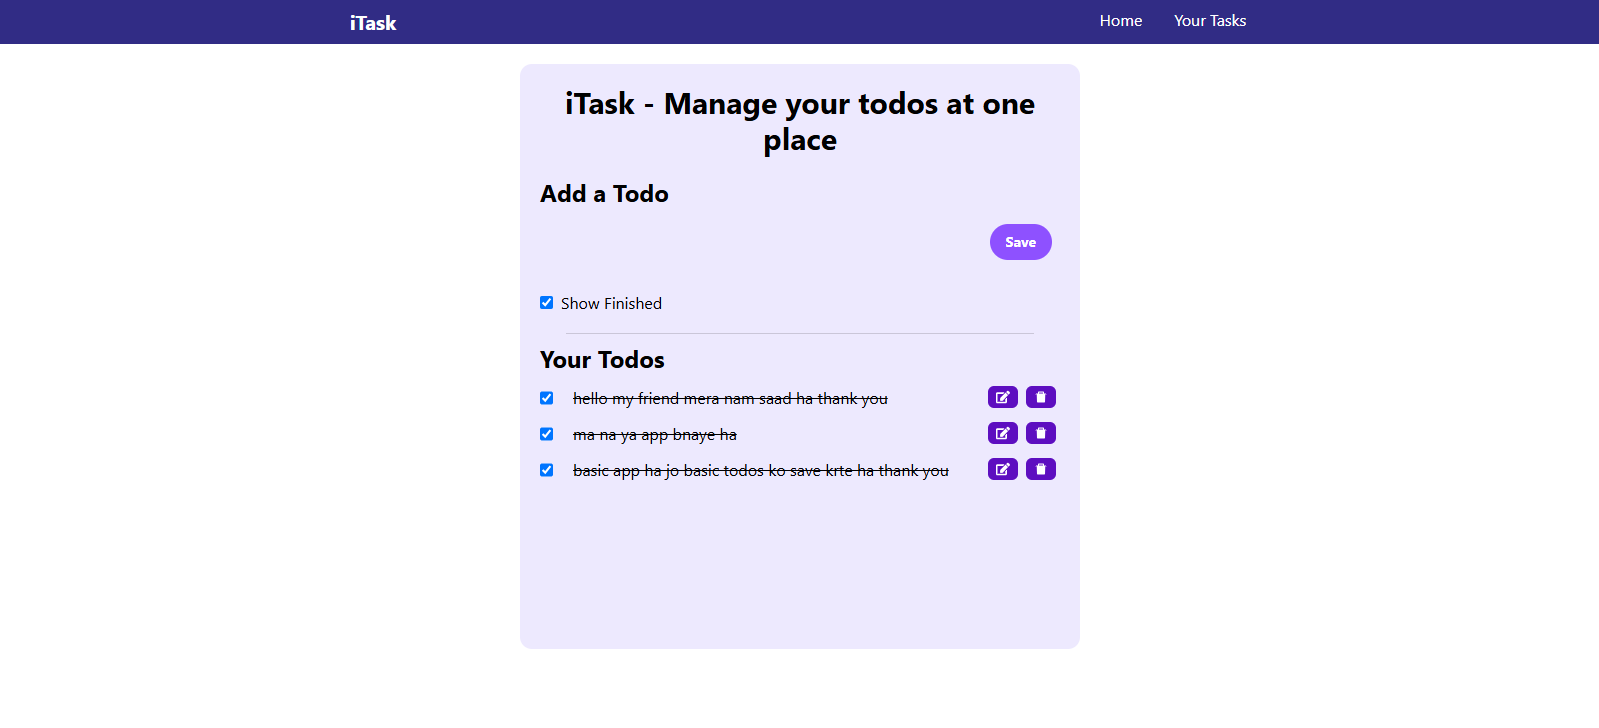 iTask
Home
Your Tasks
iTask - Manage your todos at one
place
Add a Todo
Save
Show Finished
Your Todos
hello my friend mera nam saad ha thank you
ma na ya app bnaye ha
basic app ha jo basic todos ko save krte ha thank you